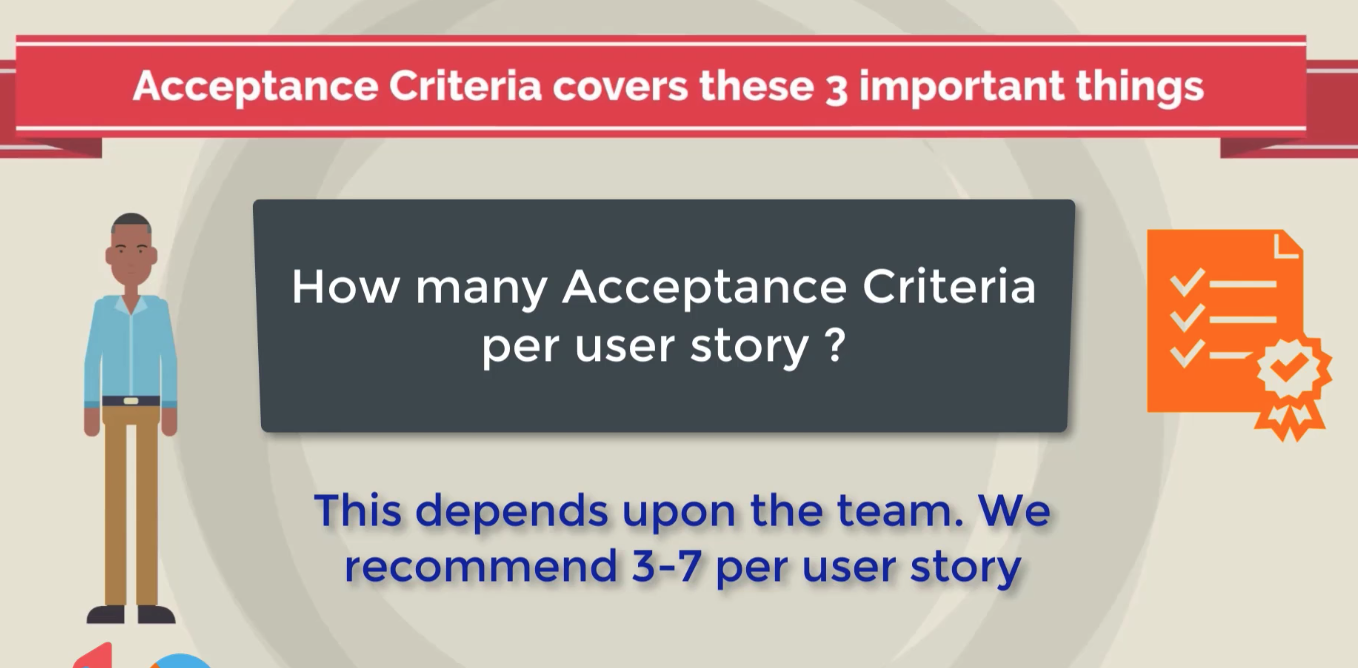 Acceptance Criteria covers these 3 important things
How many Acceptance Criteria
per user story ?
This depends upon the team. We
recommend 3-7 per user story